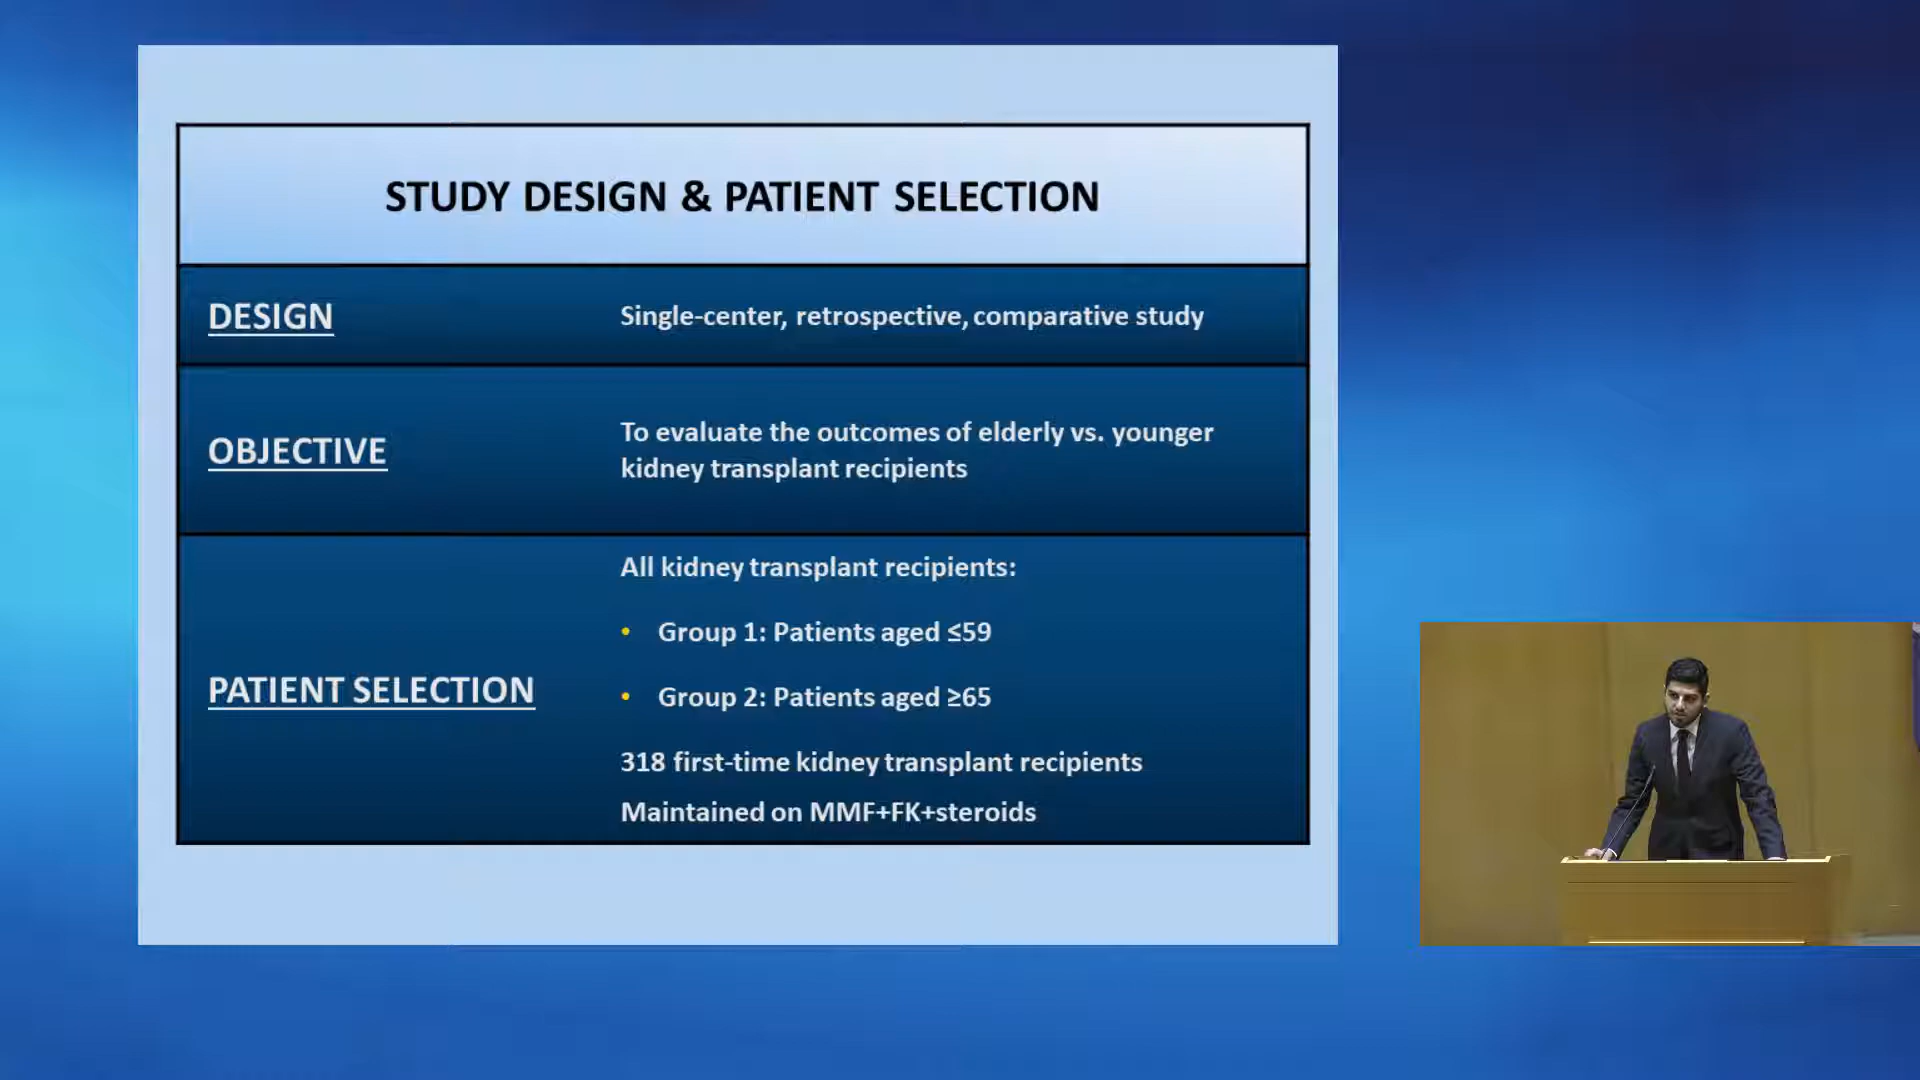 STUDY DESIGN & PATIENT SELECTION
DESIGN
Single-center, retrospective, comparative study
OBJECTIVE
To evaluate the outcomes of elderly vs. younger
kidney transplant recipients
PATIENT SELECTION
All kidney transplant recipients:
• Group 1: Patients aged ≤59
• Group 2: Patients aged ≥65
318 first-time kidney transplant recipients
Maintained on MMF+FK+steroids